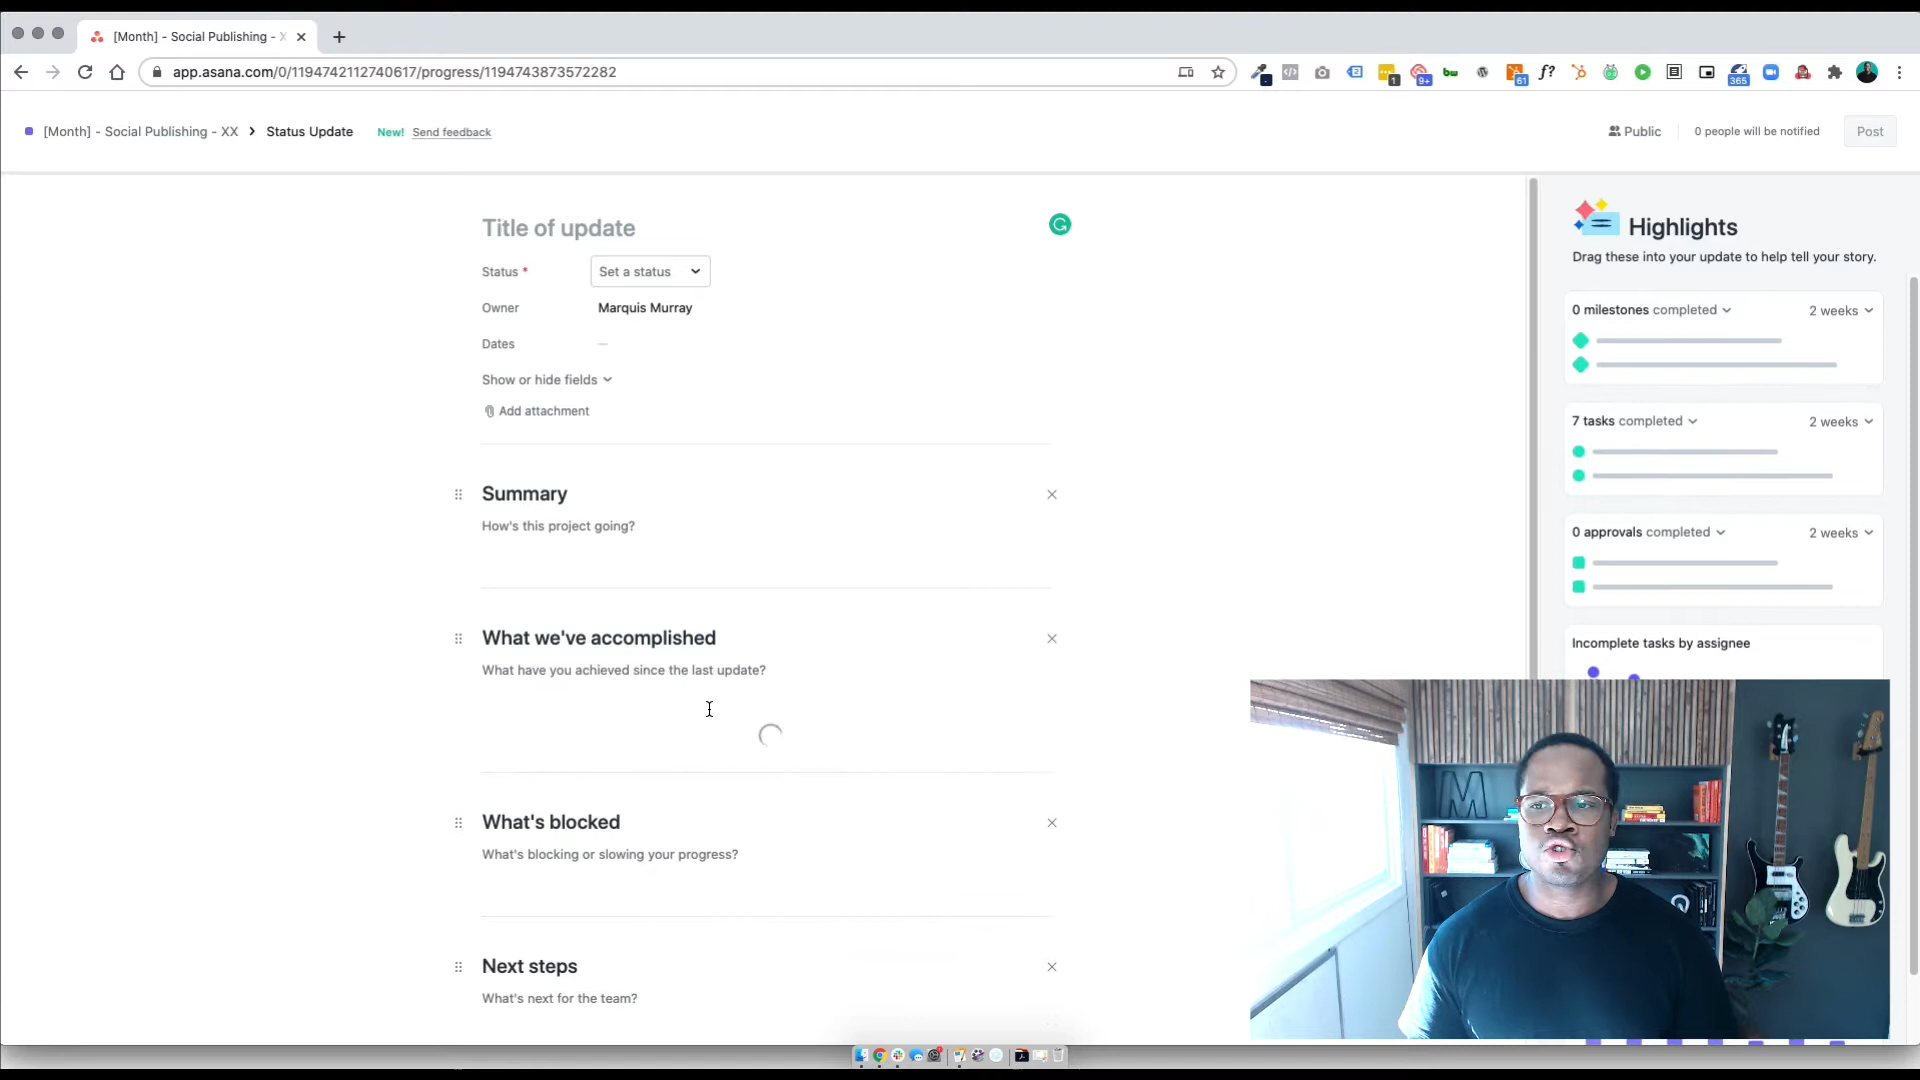 [Month] - Social Publishing - X
app.asana.com/0/1194742112740617/progress/1194743873572282
1
9+
bw
61
f?
365
[Month] - Social Publishing - XX > Status Update New! Send feedback
Public
0 people will be notified
Post
Title of update
Status *
Set a status
Owner
Marquis Murray
Dates
—
Show or hide fields
Add attachment
Summary
How's this project going?
What we've accomplished
What have you achieved since the last update?
What's blocked
What's blocking or slowing your progress?
Next steps
What's next for the team?
Highlights
Drag these into your update to help tell your story.
0 milestones completed
2 weeks
7 tasks completed
2 weeks
0 approvals completed
2 weeks
Incomplete tasks by assignee
M